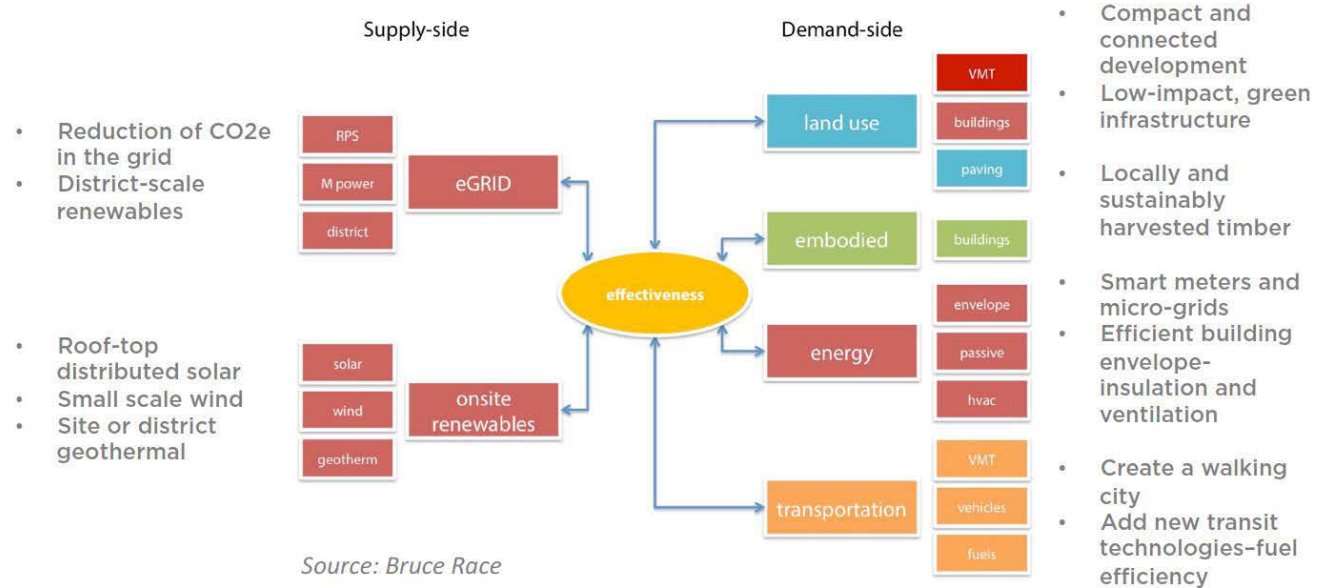 Supply-side
Demand-side
• Reduction of CO2e
in the grid
• District-scale
renewables
RPS
M power
district
eGRID
• Roof-top
distributed solar
• Small scale wind
• Site or district
geothermal
solar
wind
geotherm
onsite
renewables
effectiveness
land use
VMT
buildings
paving
embodied
buildings
energy
envelope
passive
hvac
transportation
VMT
vehicles
fuels
• Compact and
connected
development
• Low-impact, green
infrastructure
• Locally and
sustainably
harvested timber
• Smart meters and
micro-grids
• Efficient building
envelope-
insulation and
ventilation
• Create a walking
city
• Add new transit
technologies–fuel
efficiency
Source: Bruce Race